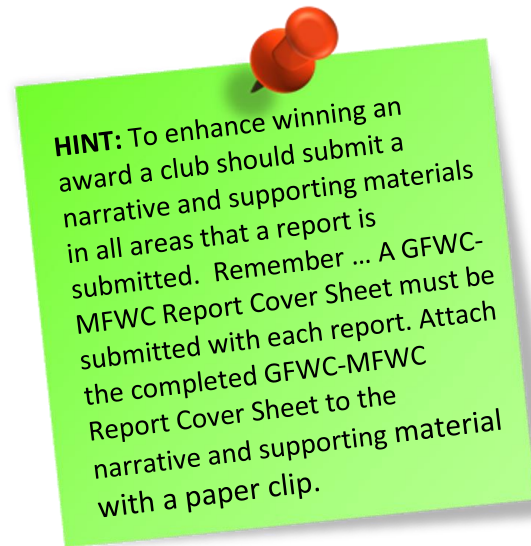 HINT: To enhance winning an
award a club should submit a
narrative and supporting materials
in all areas that a report is
submitted.  Remember … A GFWC-
MFWC Report Cover Sheet must be
submitted with each report. Attach
the completed GFWC-MFWC
Report Cover Sheet to the
narrative and supporting material
with a paper clip.